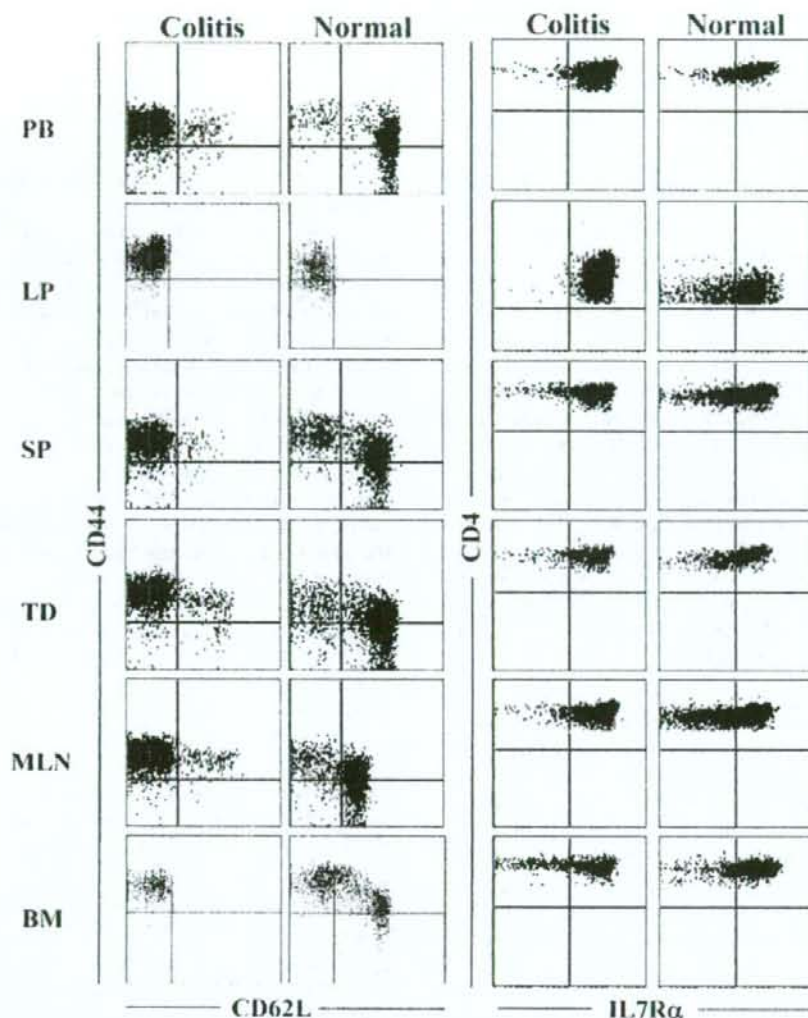 Colitis Normal Colitis Normal
PB
LP
SP
TD
MLN
BM
CD44
CD4
CD62L
IL7Rα